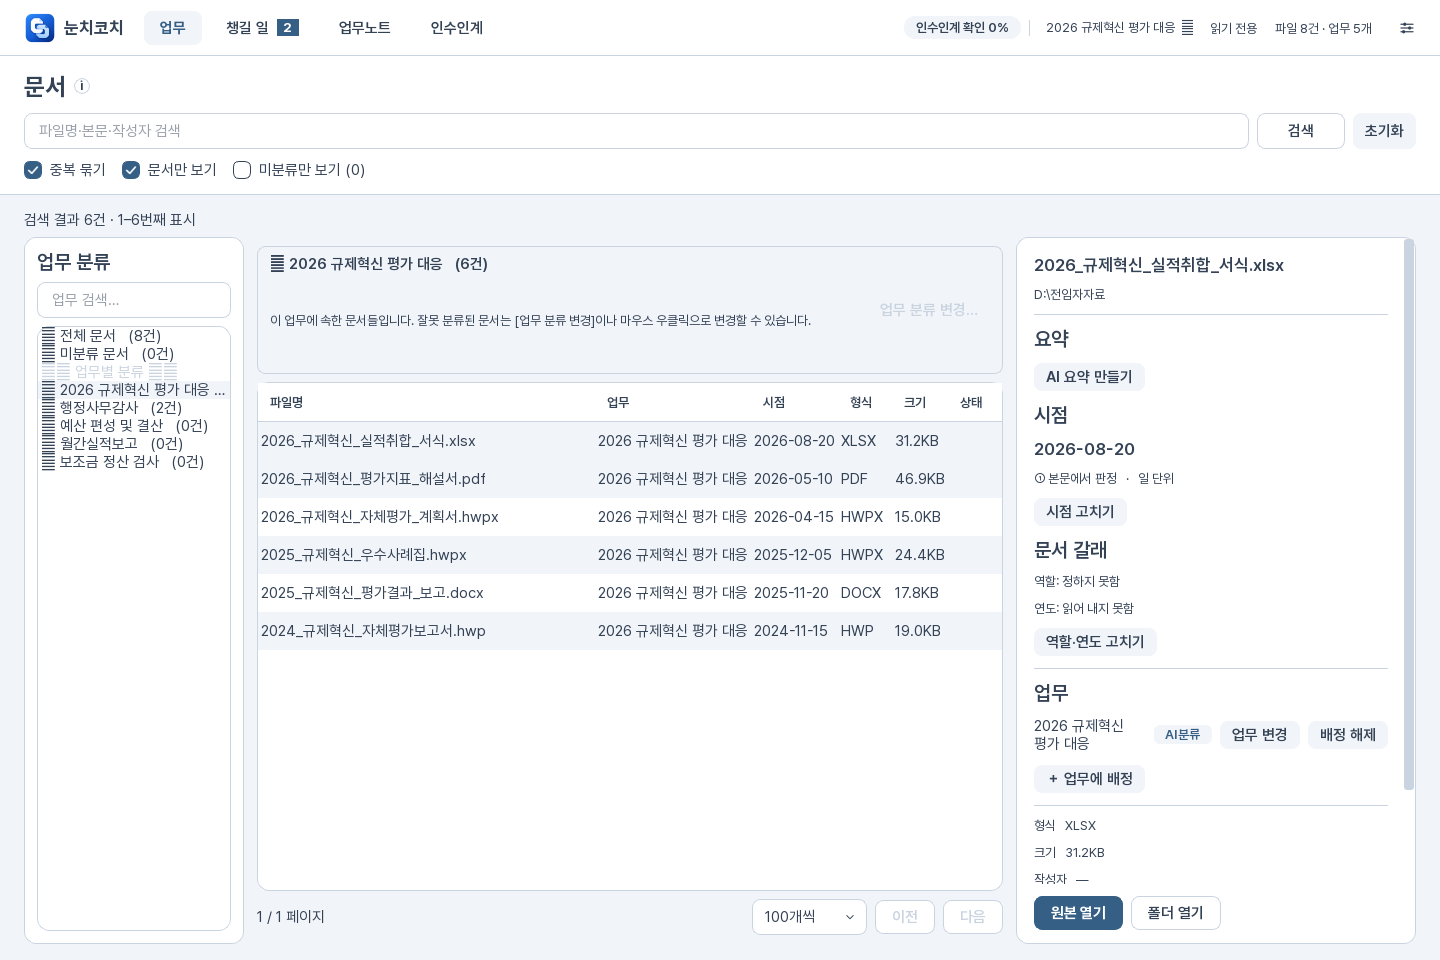 눈치코치
업무
챙길 일 2
업무노트
인수인계
인수인계 확인 0%
2026 규제혁신 평가 대응
읽기 전용
파일 8건 · 업무 5개
문서
i
파일명·본문·작성자 검색
검색
초기화
중복 묶기
문서만 보기
미분류만 보기 (0)
검색 결과 6건 · 1–6번째 표시
업무 분류
업무 검색...
전체 문서 (8건)
미분류 문서 (0건)
업무별 분류
2026 규제혁신 평가 대응 ...
행정사무감사 (2건)
예산 편성 및 결산 (0건)
월간실적보고 (0건)
보조금 정산 검사 (0건)
2026 규제혁신 평가 대응 (6건)
이 업무에 속한 문서들입니다. 잘못 분류된 문서는 [업무 분류 변경]이나 마우스 우클릭으로 변경할 수 있습니다.
업무 분류 변경...
파일명 업무 시점 형식 크기 상태
2026_규제혁신_실적취합_서식.xlsx 2026 규제혁신 평가 대응 2026-08-20 XLSX 31.2KB
2026_규제혁신_평가지표_해설서.pdf 2026 규제혁신 평가 대응 2026-05-10 PDF 46.9KB
2026_규제혁신_자체평가_계획서.hwpx 2026 규제혁신 평가 대응 2026-04-15 HWPX 15.0KB
2025_규제혁신_우수사례집.hwpx 2026 규제혁신 평가 대응 2025-12-05 HWPX 24.4KB
2025_규제혁신_평가결과_보고.docx 2026 규제혁신 평가 대응 2025-11-20 DOCX 17.8KB
2024_규제혁신_자체평가보고서.hwp 2026 규제혁신 평가 대응 2024-11-15 HWP 19.0KB
1 / 1 페이지
100개씩
이전
다음
2026_규제혁신_실적취합_서식.xlsx
D:\전임자자료
요약
AI 요약 만들기
시점
2026-08-20
① 본문에서 판정 · 일 단위
시점 고치기
문서 갈래
역할: 정하지 못함
연도: 읽어 내지 못함
역할·연도 고치기
업무
2026 규제혁신
평가 대응
AI분류
업무 변경
배정 해제
+ 업무에 배정
형식 XLSX
크기 31.2KB
작성자 —
원본 열기
폴더 열기